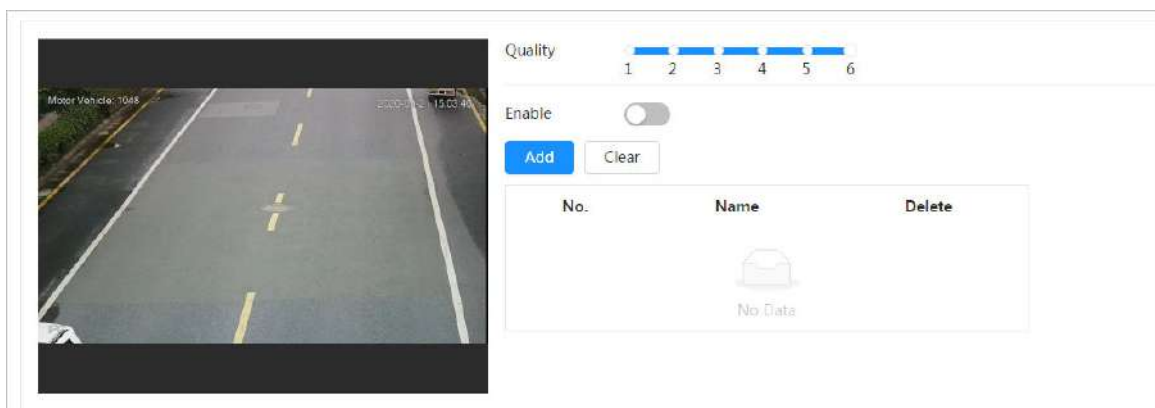 Quality
1 2 3 4 5 6
Motor Vehicle: 1048
Enable
Add Clear
No. Name Delete
No Data